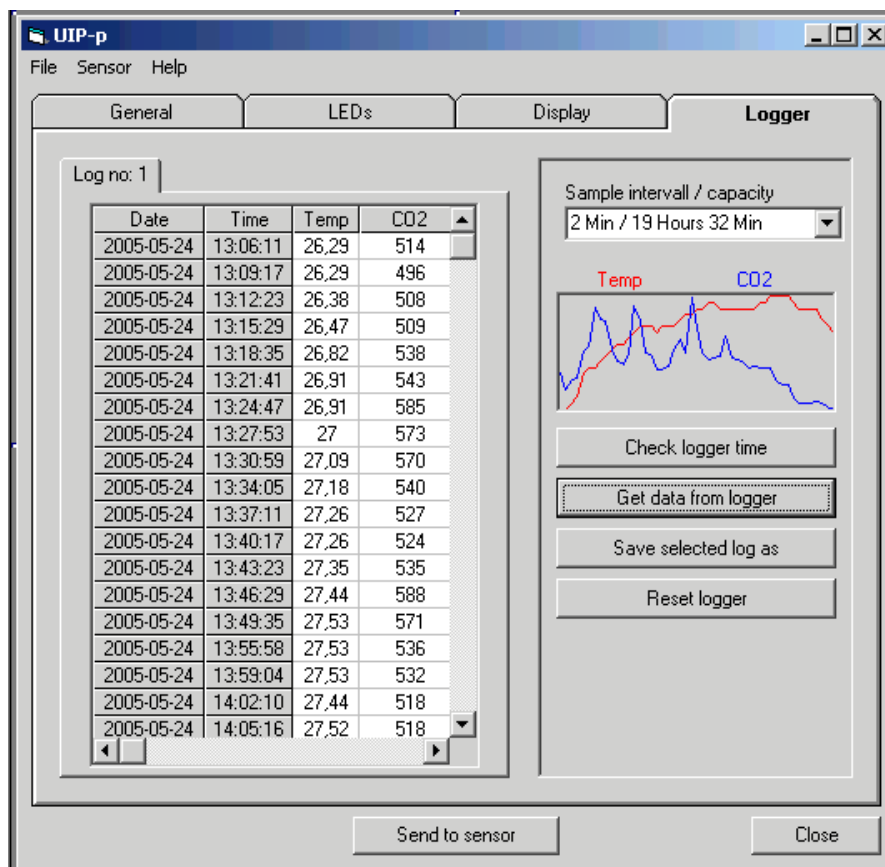 UIP-p
File Sensor Help
General LEDs Display Logger
Log no: 1
Date Time Temp CO2
2005-05-24 13:06:11 26,29 514
2005-05-24 13:09:17 26,29 496
2005-05-24 13:12:23 26,38 508
2005-05-24 13:15:29 26,47 509
2005-05-24 13:18:35 26,82 538
2005-05-24 13:21:41 26,91 543
2005-05-24 13:24:47 26,91 585
2005-05-24 13:27:53 27 573
2005-05-24 13:30:59 27,09 570
2005-05-24 13:34:05 27,18 540
2005-05-24 13:37:11 27,26 527
2005-05-24 13:40:17 27,26 524
2005-05-24 13:43:23 27,35 535
2005-05-24 13:46:29 27,44 588
2005-05-24 13:49:35 27,53 571
2005-05-24 13:55:58 27,53 536
2005-05-24 13:59:04 27,53 532
2005-05-24 14:02:10 27,44 518
2005-05-24 14:05:16 27,52 518
Sample intervall / capacity
2 Min / 19 Hours 32 Min
Temp CO2
Check logger time
Get data from logger
Save selected log as
Reset logger
Send to sensor Close